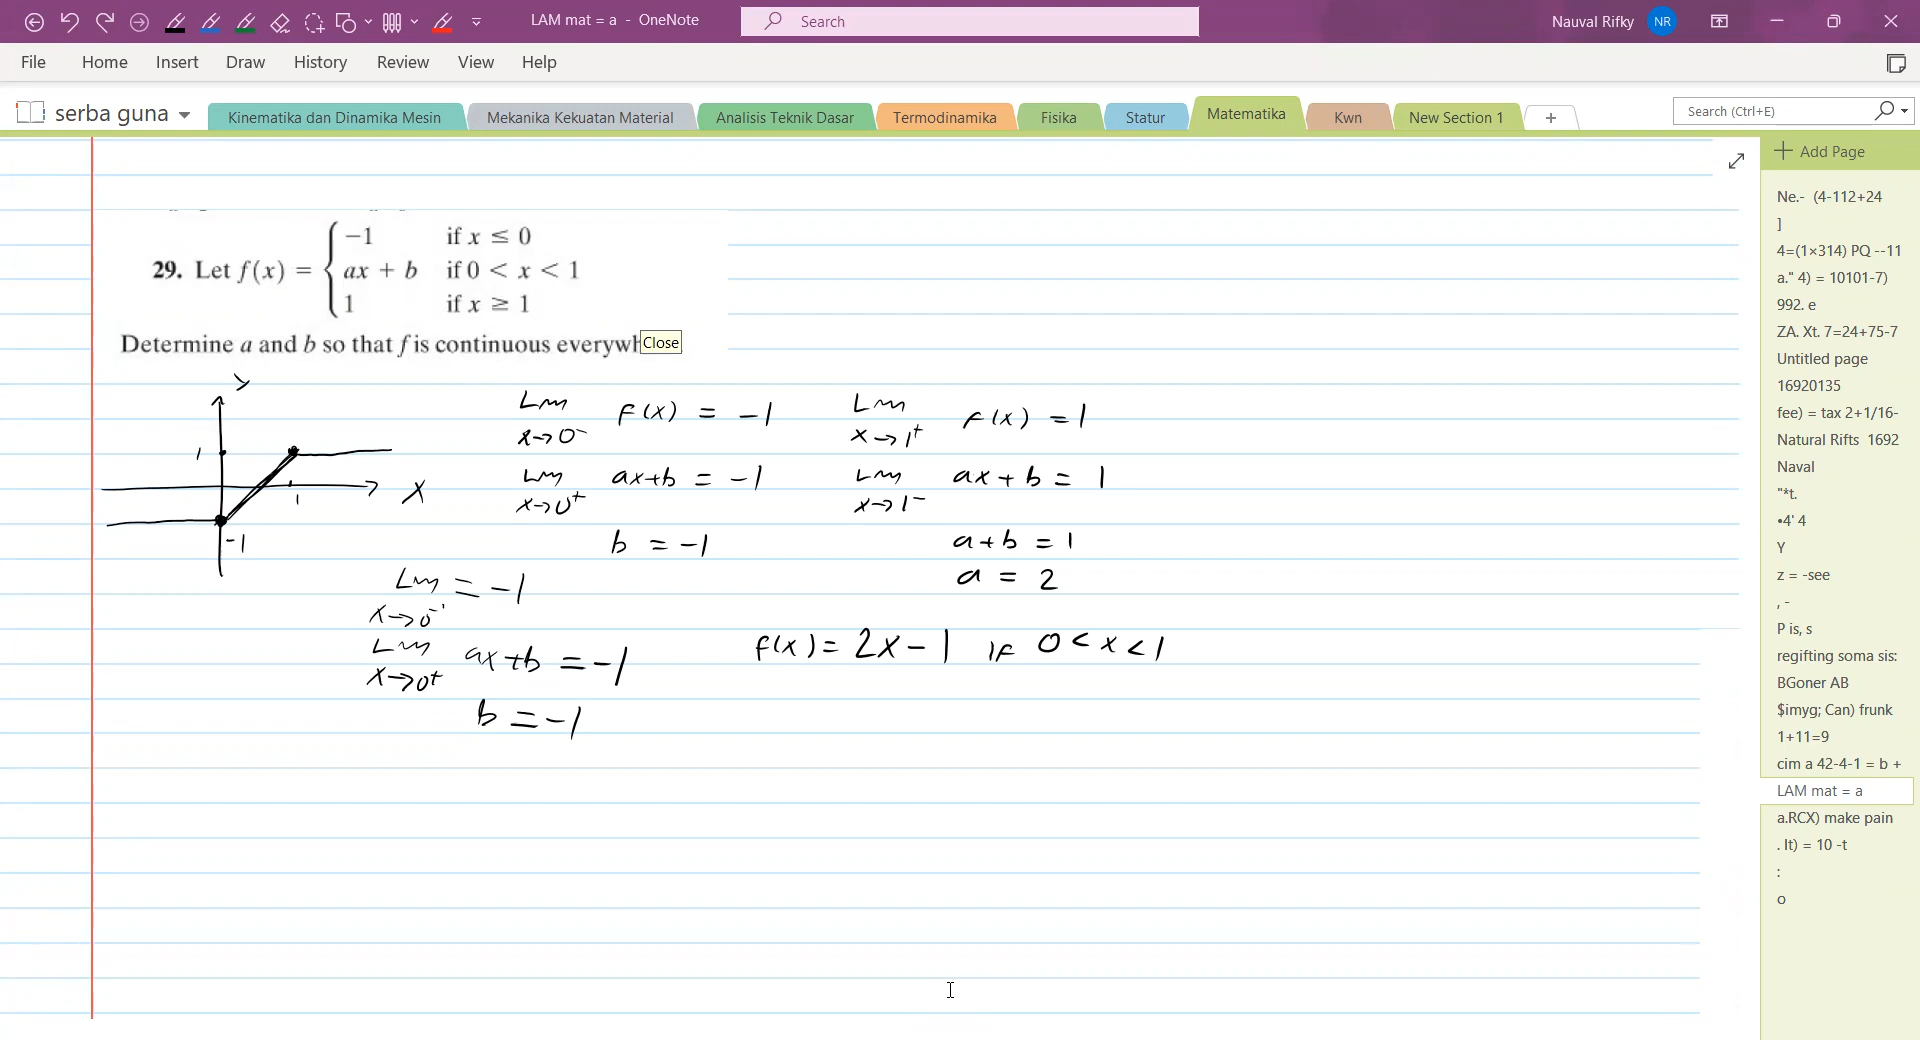 LAM mat = a - OneNote
Search
Nauval Rifky
NR
File Home Insert Draw History Review View Help
serba guna
Kinematika dan Dinamika Mesin
Mekanika Kekuatan Material
Analisis Teknik Dasar
Termodinamika
Fisika
Statur
Matematika
Kwn
New Section 1
+
Search (Ctrl+E)
29. Let f(x) = { −1 if x ≤ 0
ax + b if 0 < x < 1
1 if x ≥ 1
Determine a and b so that f is continuous everywh
Close
y
1
1
x
-1
Lim x→0⁻ f(x) = -1
Lim x→0⁺ ax+b = -1
b = -1
Lim x→1⁺ f(x) = 1
Lim x→1⁻ ax+b = 1
a+b = 1
a = 2
Lim x→0⁻ = -1
Lim x→0⁺ ax+b = -1
b = -1
f(x) = 2x-1 if 0<x<1
Add Page
Ne.- (4-112+24
]
4=(1×314) PQ --11
a." 4) = 10101-7)
992. e
ZA. Xt. 7=24+75-7
Untitled page
16920135
fee) = tax 2+1/16-
Natural Rifts 1692
Naval
"*t.
•4' 4
Y
z = -see
, -
P is, s
regifting soma sis:
BGoner AB
$imyg; Can) frunk
1+11=9
cim a 42-4-1 = b +
LAM mat = a
a.RCX) make pain
. It) = 10 -t
:
o